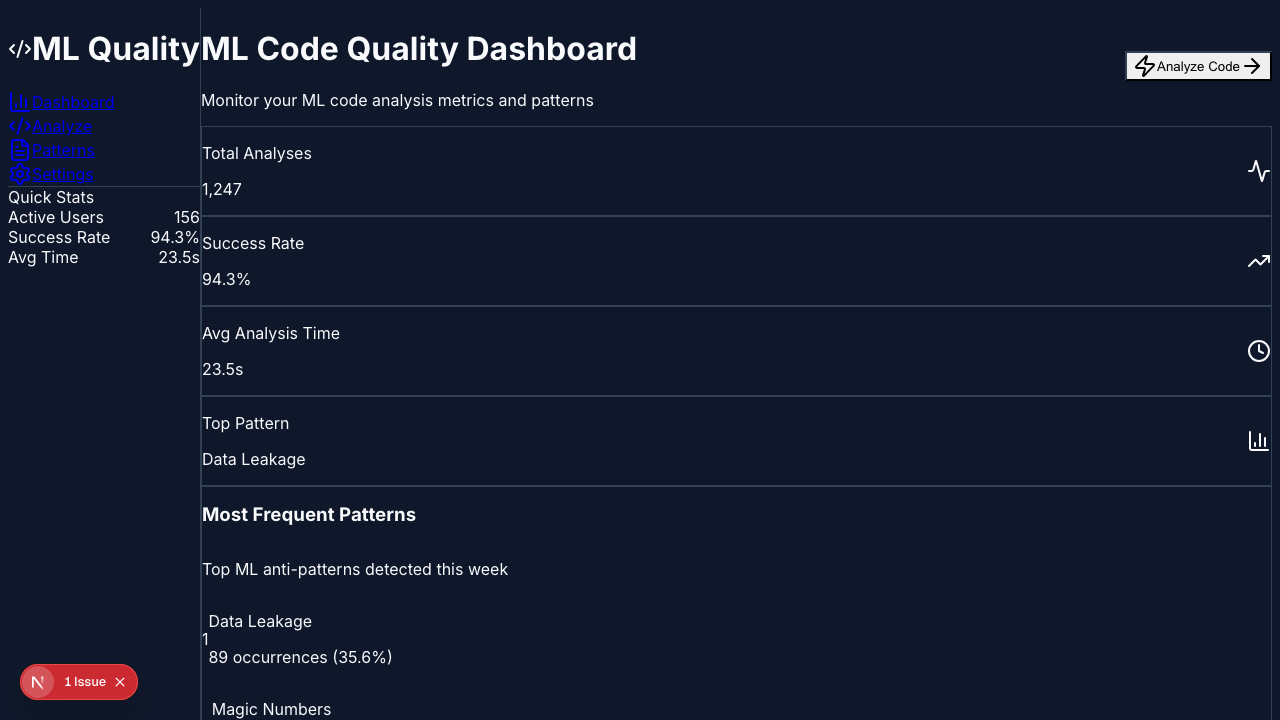 ML Quality
Dashboard
Analyze
Patterns
Settings
Quick Stats
Active Users 156
Success Rate 94.3%
Avg Time 23.5s
ML Code Quality Dashboard
Monitor your ML code analysis metrics and patterns
Analyze Code
Total Analyses
1,247
Success Rate
94.3%
Avg Analysis Time
23.5s
Top Pattern
Data Leakage
Most Frequent Patterns
Top ML anti-patterns detected this week
1
Data Leakage
89 occurrences (35.6%)
Magic Numbers
N 1 Issue